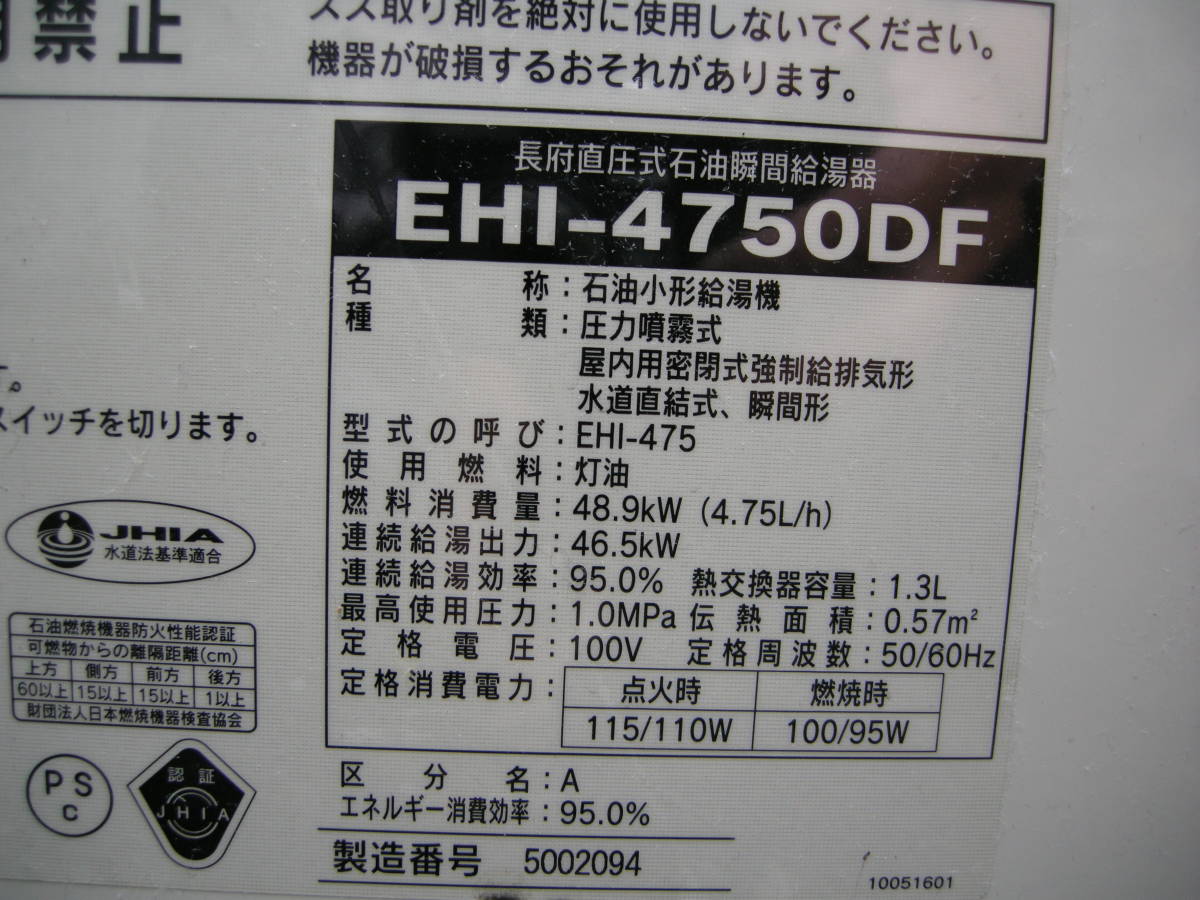 禁止
スス取り剤を絶対に使用しないでください。
機器が破損するおそれがあります。
長府直圧式石油瞬間給湯器
EHI-4750DF
名称：石油小形給湯機
種類：圧力噴霧式
屋内用密閉式強制給排気形
水道直結式、瞬間形
型式の呼び：EHI-475
使用燃料：灯油
燃料消費量：48.9kW (4.75L/h)
連続給湯出力：46.5kW
連続給湯効率：95.0% 熱交換器容量：1.3L
最高使用圧力：1.0MPa 伝熱面積：0.57m²
定格電圧：100V 定格周波数：50/60Hz
定格消費電力：点火時 燃焼時
115/110W 100/95W
区分名：A
エネルギー消費効率：95.0%
製造番号 5002094
10051601
す。
スイッチを切ります。
JHIA
水道法基準適合
石油燃焼機器防火性能認証
可燃物からの離隔距離(cm)
上方 側方 前方 後方
60以上 15以上 15以上 1以上
財団法人日本燃焼機器検査協会
PS
C
認証
JHIA